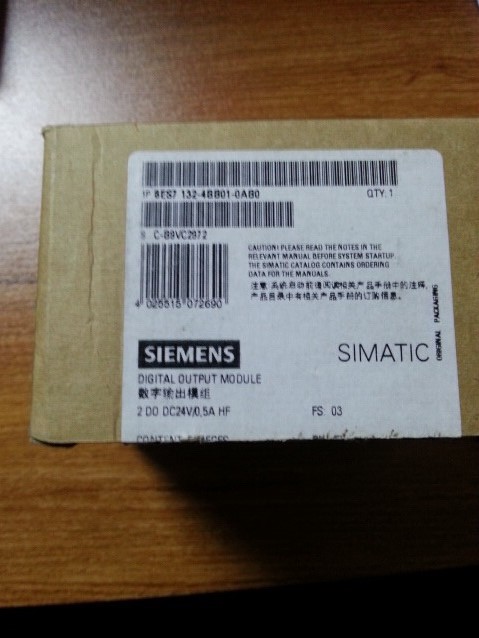 1P 6ES7 132-4BB01-0AB0
QTY. 1
S C-B9VC2972
CAUTION! PLEASE READ THE NOTES IN THE
RELEVANT MANUAL BEFORE SYSTEM STARTUP.
THE SIMATIC CATALOG CONTAINS ORDERING
DATA FOR THE MANUALS.
注意 系统启动前请阅读相关产品手册中的注释,
产品目录中有相关产品手册的订购信息。
4 025515 072690
ORIGINAL PACKAGING
SIEMENS
SIMATIC
DIGITAL OUTPUT MODULE
数字输出模组
2 DO DC24V/0,5A HF
FS. 03